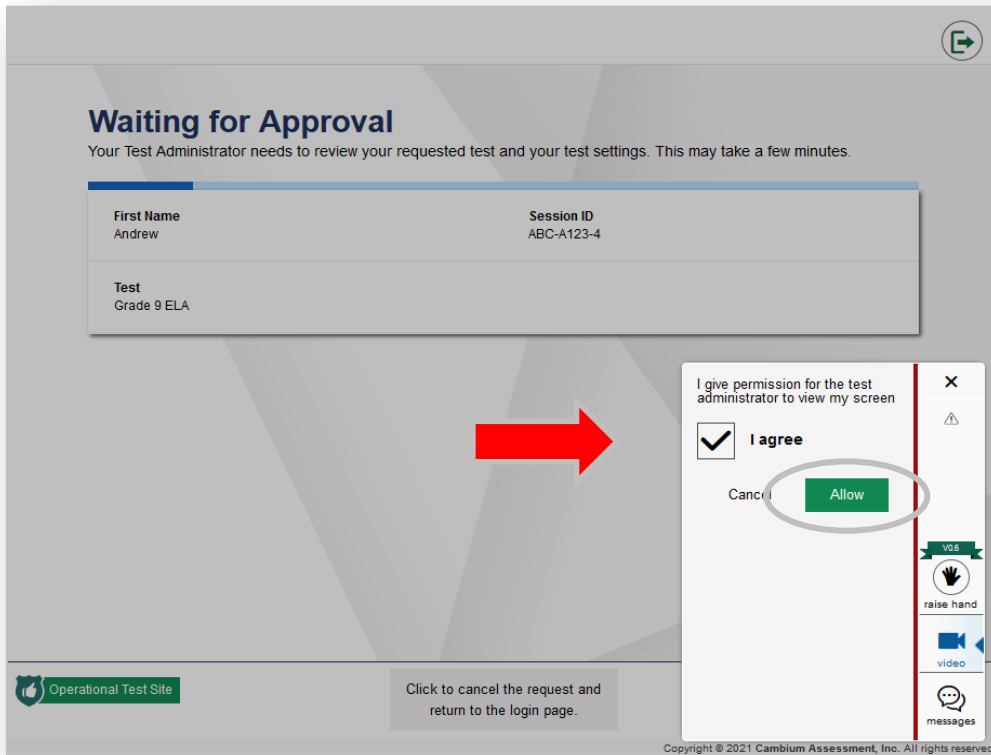 Waiting for Approval
Your Test Administrator needs to review your requested test and your test settings. This may take a few minutes.
First Name
Andrew
Session ID
ABC-A123-4
Test
Grade 9 ELA
I give permission for the test
administrator to view my screen
I agree
Cancel
Allow
V0.6
raise hand
video
messages
Operational Test Site
Click to cancel the request and
return to the login page.
Copyright © 2021 Cambium Assessment, Inc. All rights reserved